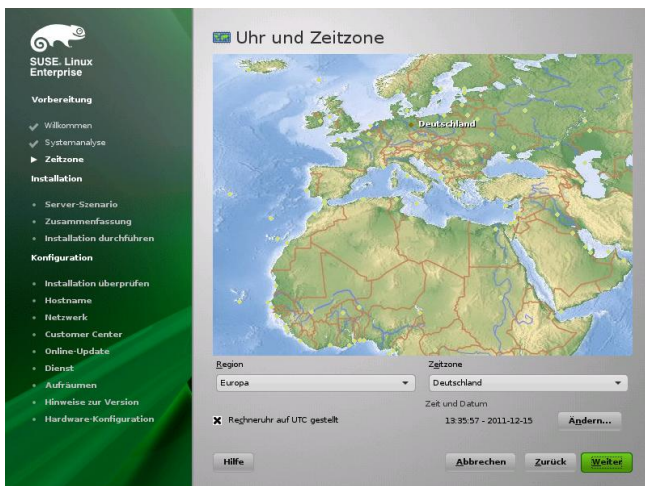 SUSE® Linux
Enterprise
Vorbereitung
Willkommen
Systemanalyse
Zeitzone
Installation
Server-Szenario
Zusammenfassung
Installation durchführen
Konfiguration
Installation überprüfen
Hostname
Netzwerk
Customer Center
Online-Update
Dienst
Aufräumen
Hinweise zur Version
Hardware-Konfiguration
Uhr und Zeitzone
Deutschland
Region
Zeitzone
Europa
Deutschland
Zeit und Datum
Rechneruhr auf UTC gestellt
13:35:57 - 2011-12-15
Ändern...
Hilfe
Abbrechen
Zurück
Weiter